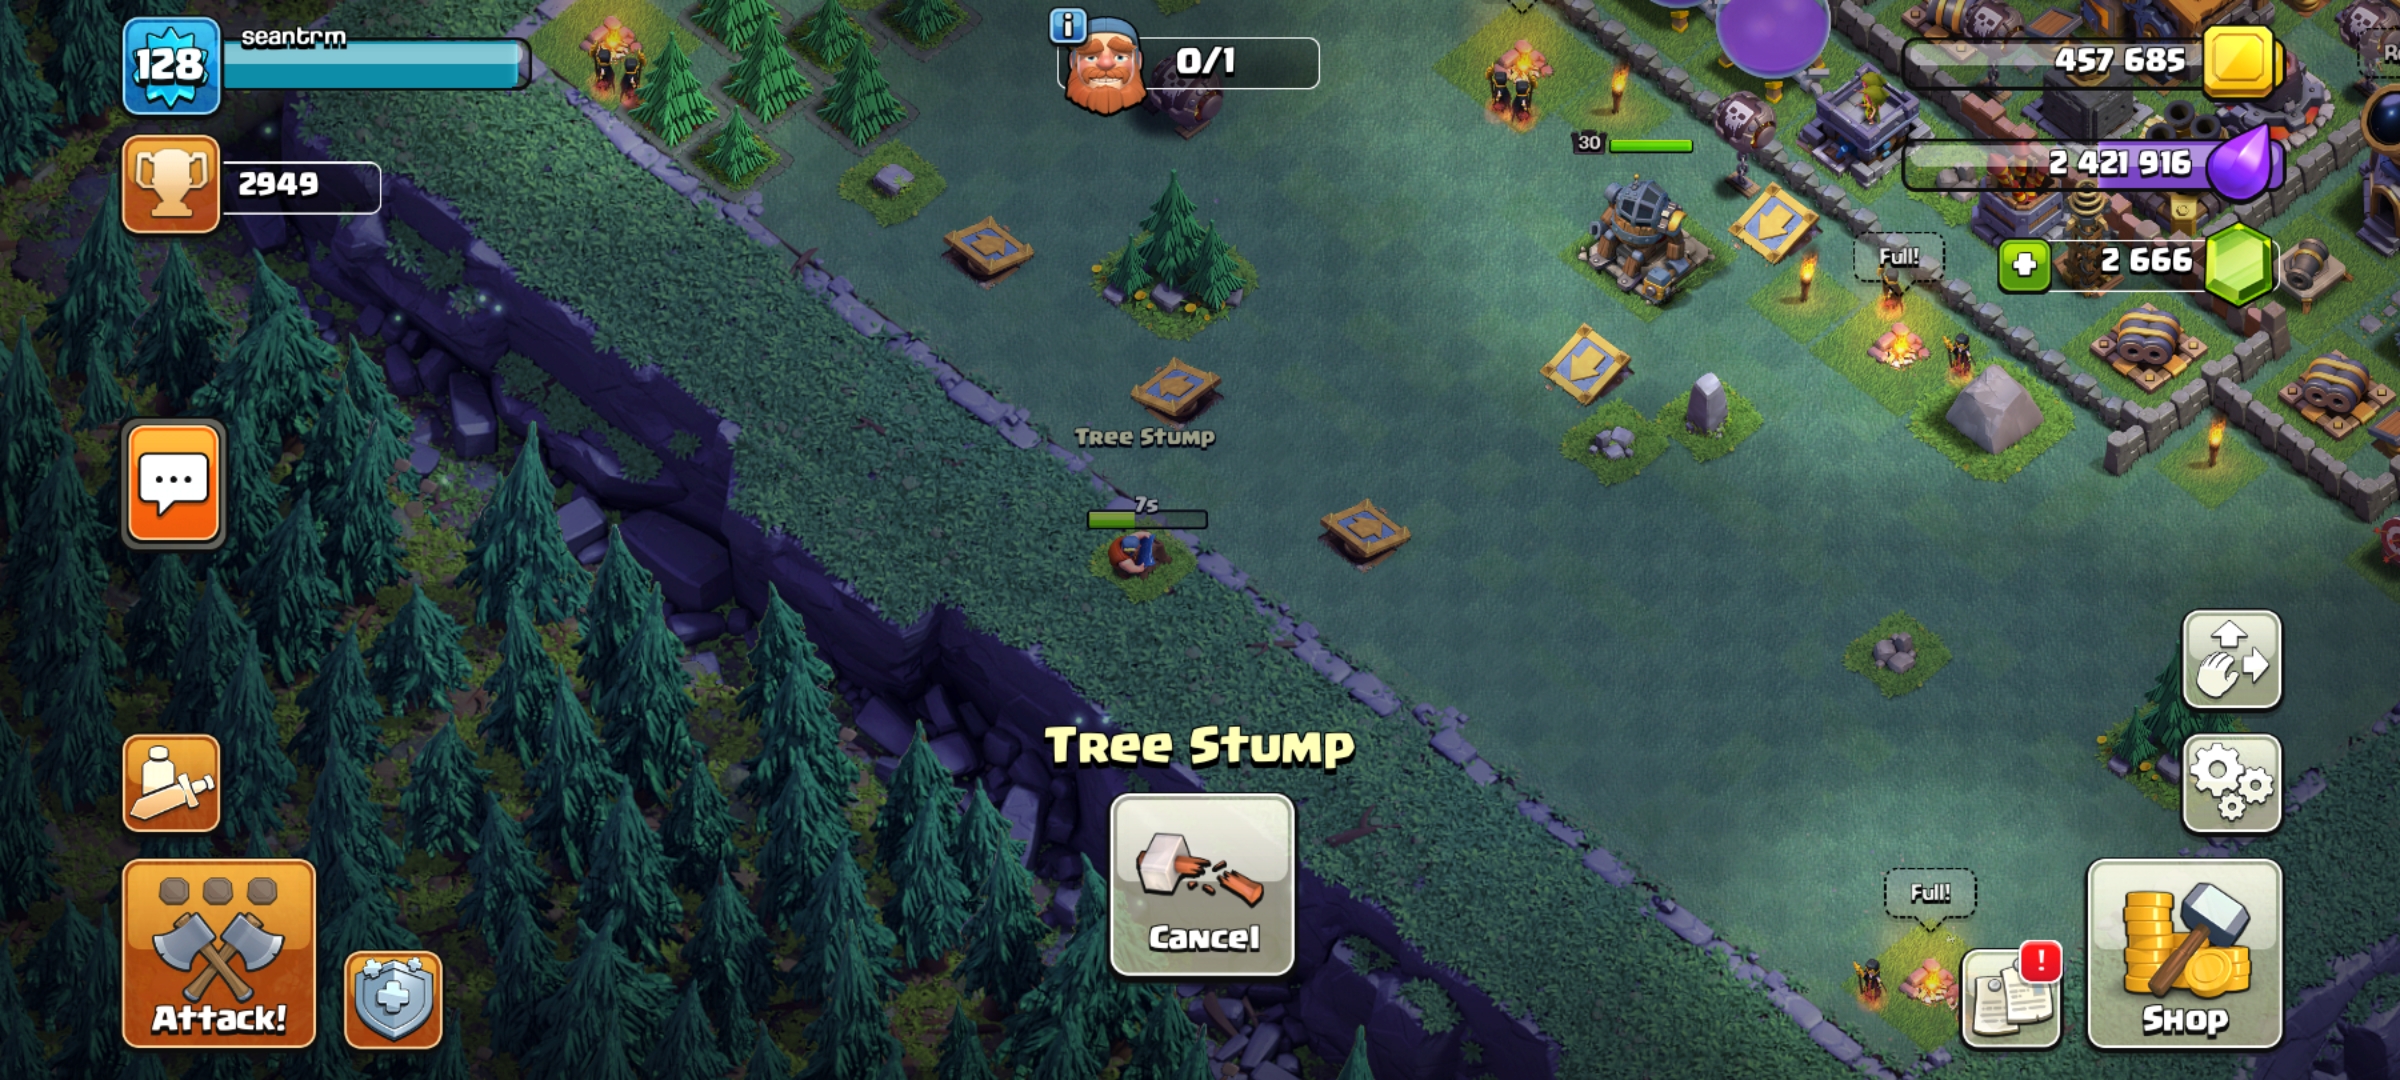 128
seantrm
0/1
457 685
2949
30
2 421 916
Full!
2 666
Tree Stump
7s
Tree Stump
Cancel
Full!
!
Attack!
Shop